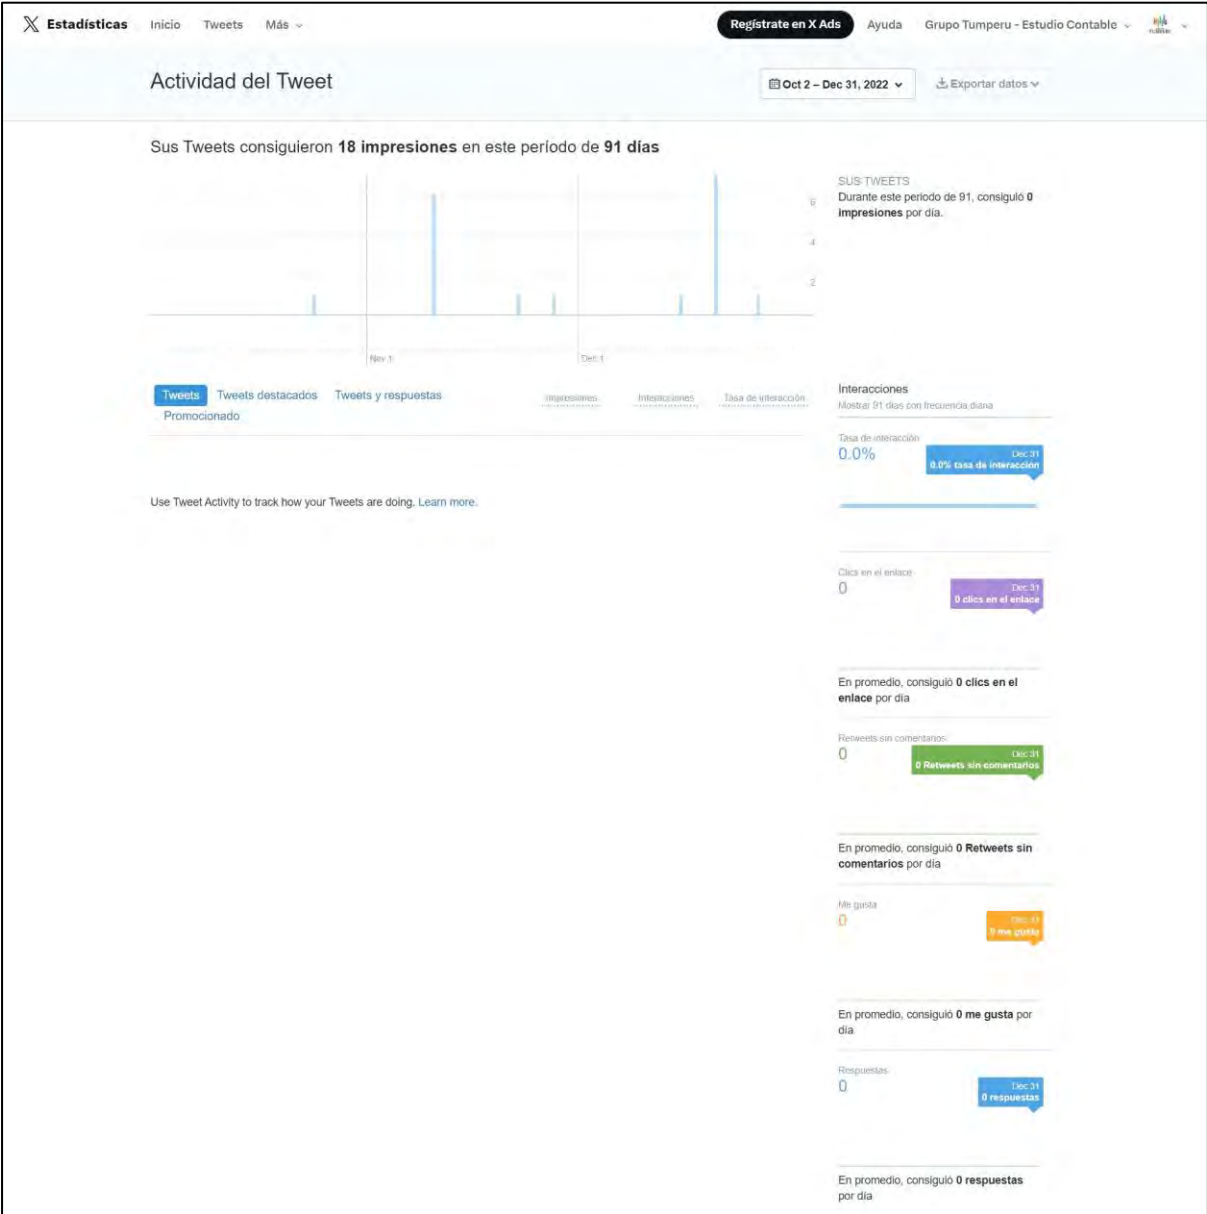 Estadísticas Inicio Tweets Más Regístrate en X Ads Ayuda Grupo Tumperu - Estudio Contable
Actividad del Tweet
Oct 2 – Dec 31, 2022 Exportar datos
Sus Tweets consiguieron 18 impresiones en este período de 91 días
6
4
2
Nov 1 Dec 1
SUS TWEETS
Durante este periodo de 91, consiguió 0
impresiones por día.
Tweets Tweets destacados Tweets y respuestas
Promocionado
Impresiones Interacciones Tasa de interacción
Use Tweet Activity to track how your Tweets are doing. Learn more.
Interacciones
Mostrar 91 días con frecuencia diaria
Tasa de interacción
0.0%
Dec 31
0.0% tasa de interacción
Clics en el enlace
0
Dec 31
0 clics en el enlace
En promedio, consiguió 0 clics en el
enlace por día
Retweets sin comentarios
0
Dec 31
0 Retweets sin comentarios
En promedio, consiguió 0 Retweets sin
comentarios por día
Me gusta
0
Dec 31
0 me gusta
En promedio, consiguió 0 me gusta por
día
Respuestas
0
Dec 31
0 respuestas
En promedio, consiguió 0 respuestas
por día